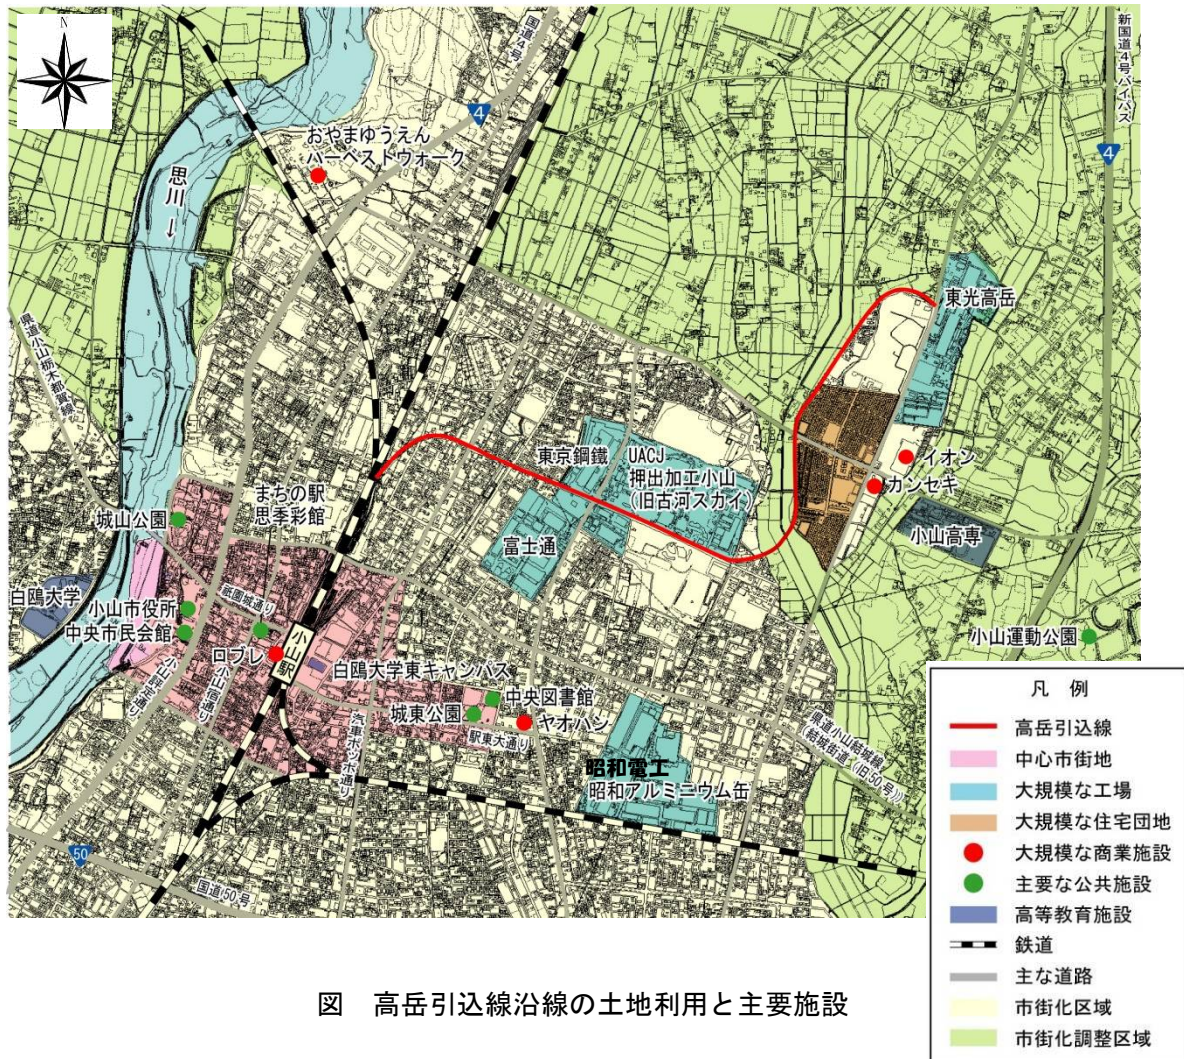 N
国道4号
新国道4号バイパス
4
おやまゆうえん
ハーベストウォーク
4
思川
↓
東光高岳
県道小山栃木都賀線
東京鋼鐵
UACJ
押出加工小山
(旧古河スカイ)
イオン
カンセキ
まちの駅
思季彩館
城山公園
富士通
小山高専
白鴎大学
小山市役所
祇園城通り
中央市民会館
小山駅
小山運動公園
ロブレ
白鴎大学東キャンパス
小山宿通り
中央図書館
城東公園
ヤオハン
駅東大通り
汽車ポッポ通り
県道小山結城線
(結城街道(旧50号))
昭和電工
昭和アルミニウム缶
50
国道50号
凡 例
高岳引込線
中心市街地
大規模な工場
大規模な住宅団地
大規模な商業施設
主要な公共施設
高等教育施設
鉄道
主な道路
市街化区域
市街化調整区域
図 高岳引込線沿線の土地利用と主要施設